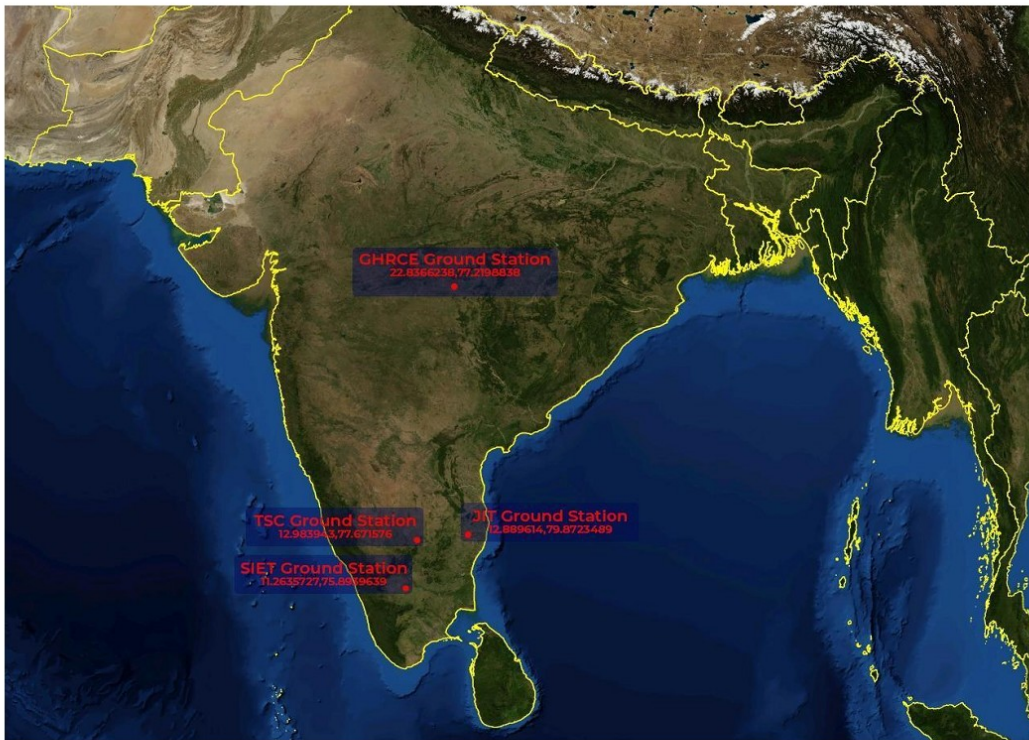 GHRCE Ground Station
22.8366238,77.2198838
TSC Ground Station
12.983943,77.671576
JIT Ground Station
12.889614,79.8723489
SIET Ground Station
11.2635727,75.8939639